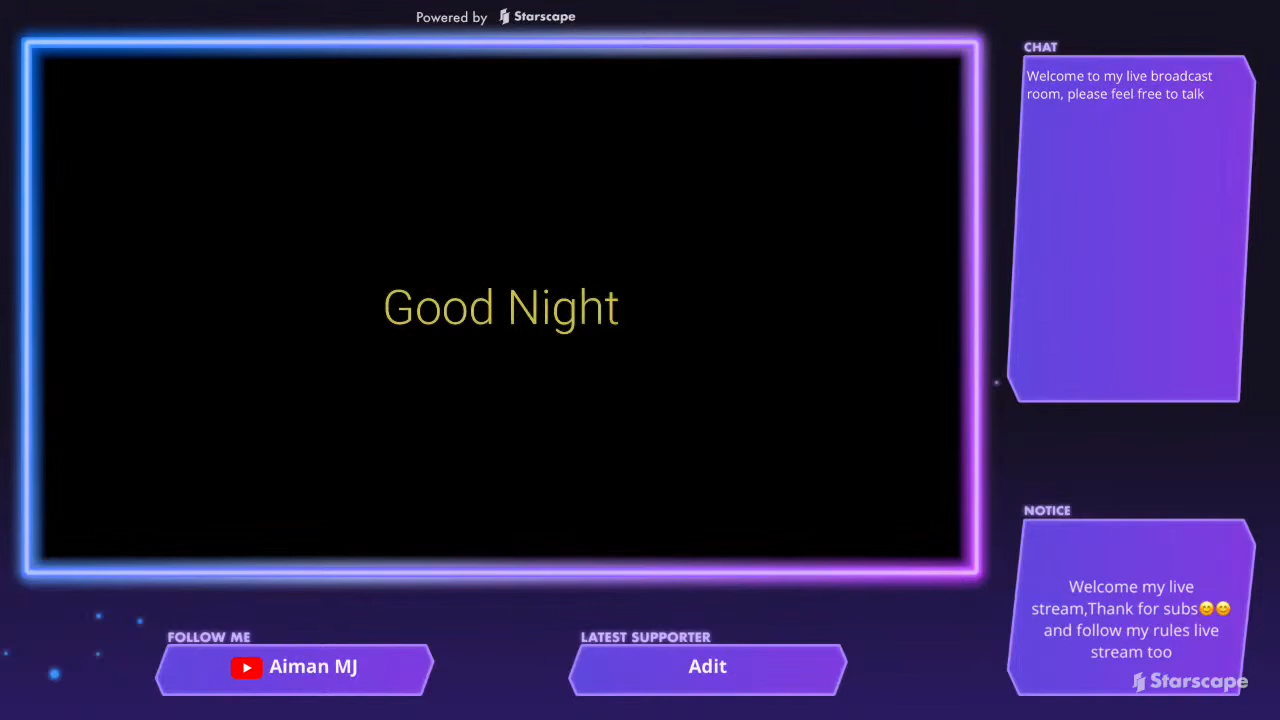 Powered by Starscape
CHAT
Welcome to my live broadcast
room, please feel free to talk
Good Night
NOTICE
Welcome my live
stream,Thank for subs😊😊
and follow my rules live
stream too
Starscape
FOLLOW ME
Aiman MJ
LATEST SUPPORTER
Adit